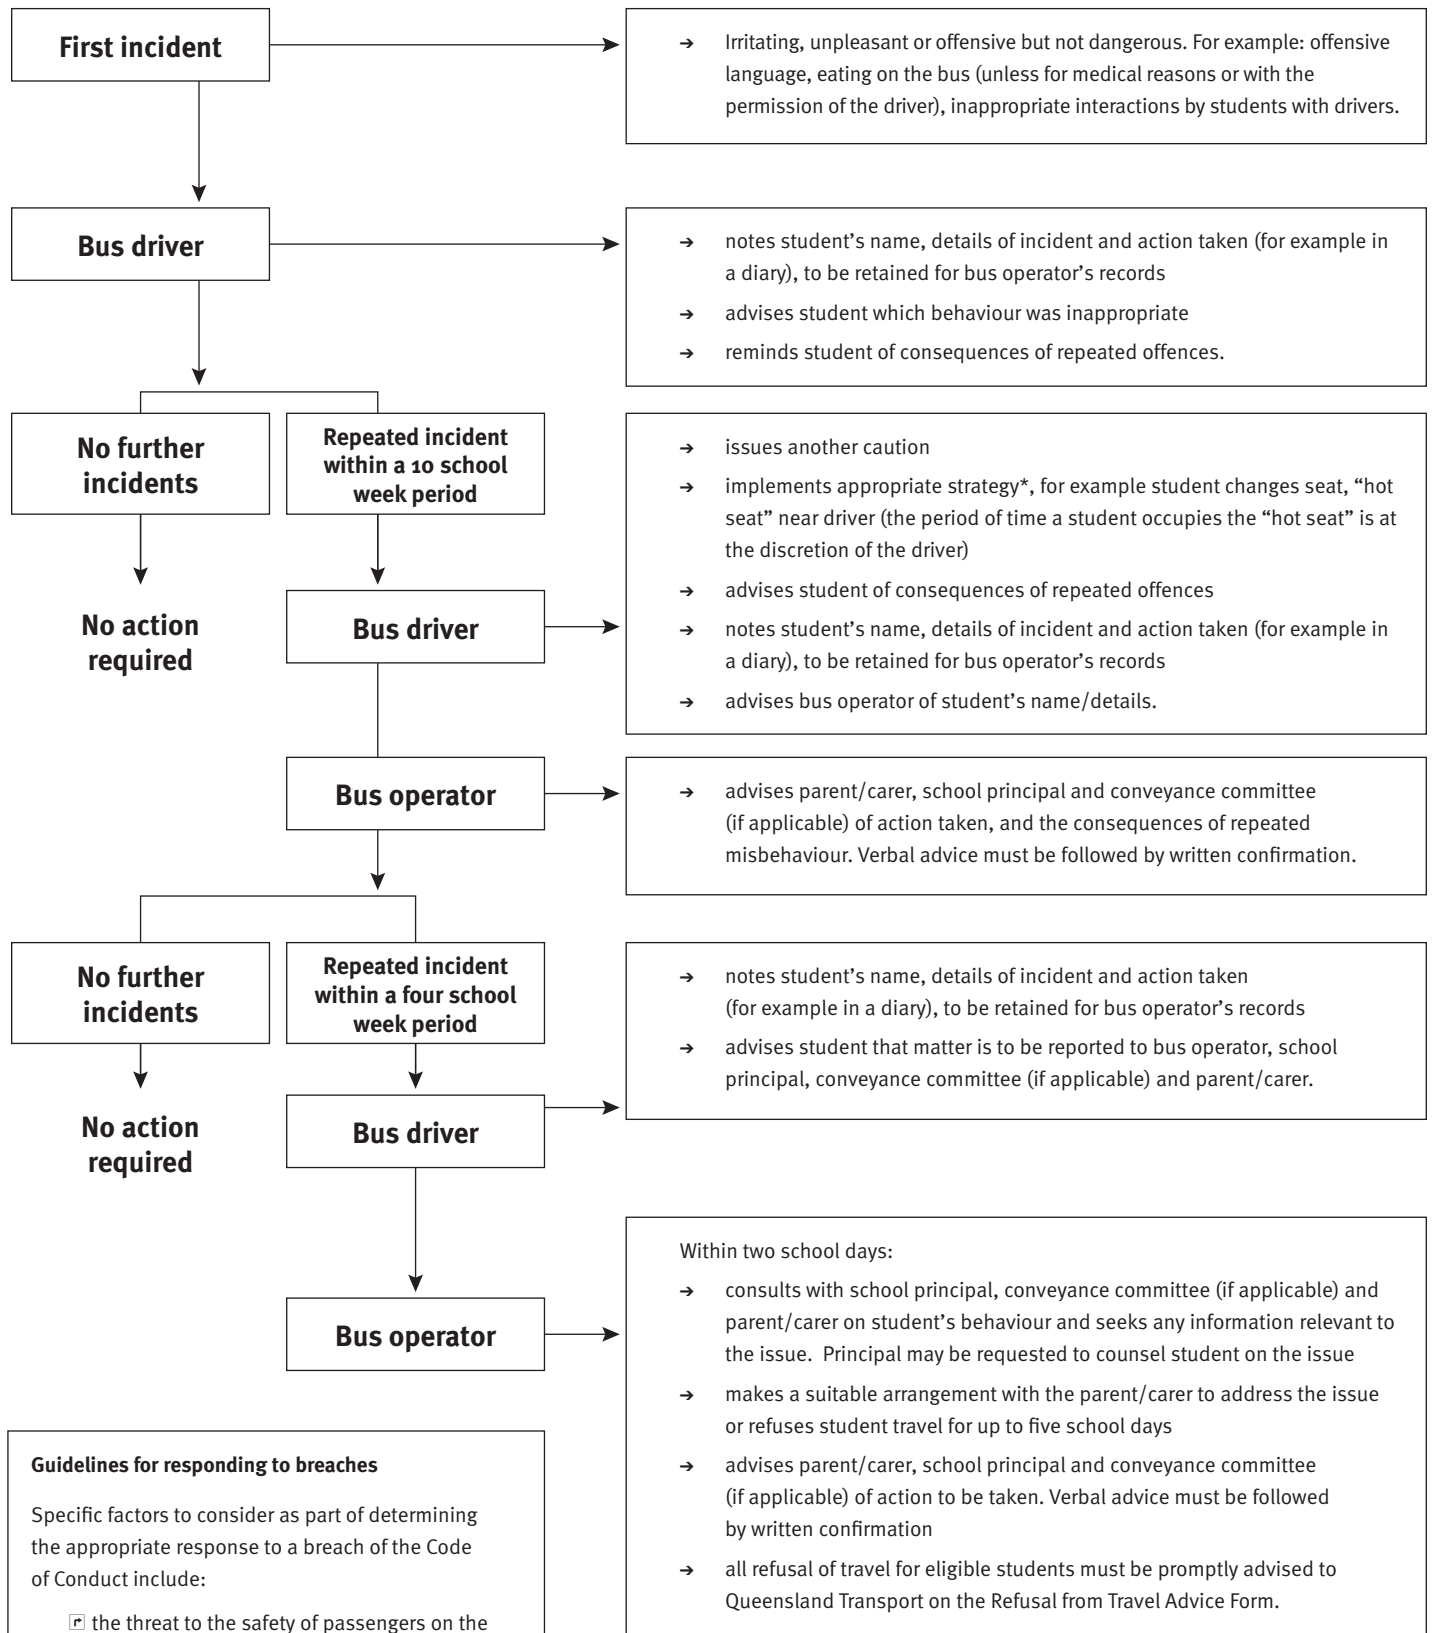 First incident
→ Irritating, unpleasant or offensive but not dangerous. For example: offensive
language, eating on the bus (unless for medical reasons or with the
permission of the driver), inappropriate interactions by students with drivers.
Bus driver
→ notes student’s name, details of incident and action taken (for example in
a diary), to be retained for bus operator’s records
→ advises student which behaviour was inappropriate
→ reminds student of consequences of repeated offences.
No further
incidents
Repeated incident
within a 10 school
week period
→ issues another caution
→ implements appropriate strategy*, for example student changes seat, “hot
seat” near driver (the period of time a student occupies the “hot seat” is at
the discretion of the driver)
→ advises student of consequences of repeated offences
→ notes student’s name, details of incident and action taken (for example in
a diary), to be retained for bus operator’s records
→ advises bus operator of student’s name/details.
No action
required
Bus driver
Bus operator
→ advises parent/carer, school principal and conveyance committee
(if applicable) of action taken, and the consequences of repeated
misbehaviour. Verbal advice must be followed by written confirmation.
No further
incidents
Repeated incident
within a four school
week period
→ notes student’s name, details of incident and action taken
(for example in a diary), to be retained for bus operator’s records
→ advises student that matter is to be reported to bus operator, school
principal, conveyance committee (if applicable) and parent/carer.
No action
required
Bus driver
Bus operator
Within two school days:
→ consults with school principal, conveyance committee (if applicable) and
parent/carer on student’s behaviour and seeks any information relevant to
the issue. Principal may be requested to counsel student on the issue
→ makes a suitable arrangement with the parent/carer to address the issue
or refuses student travel for up to five school days
→ advises parent/carer, school principal and conveyance committee
(if applicable) of action to be taken. Verbal advice must be followed
by written confirmation
→ all refusal of travel for eligible students must be promptly advised to
Queensland Transport on the Refusal from Travel Advice Form.
Guidelines for responding to breaches
Specific factors to consider as part of determining
the appropriate response to a breach of the Code
of Conduct include:
the threat to the safety of passengers on the